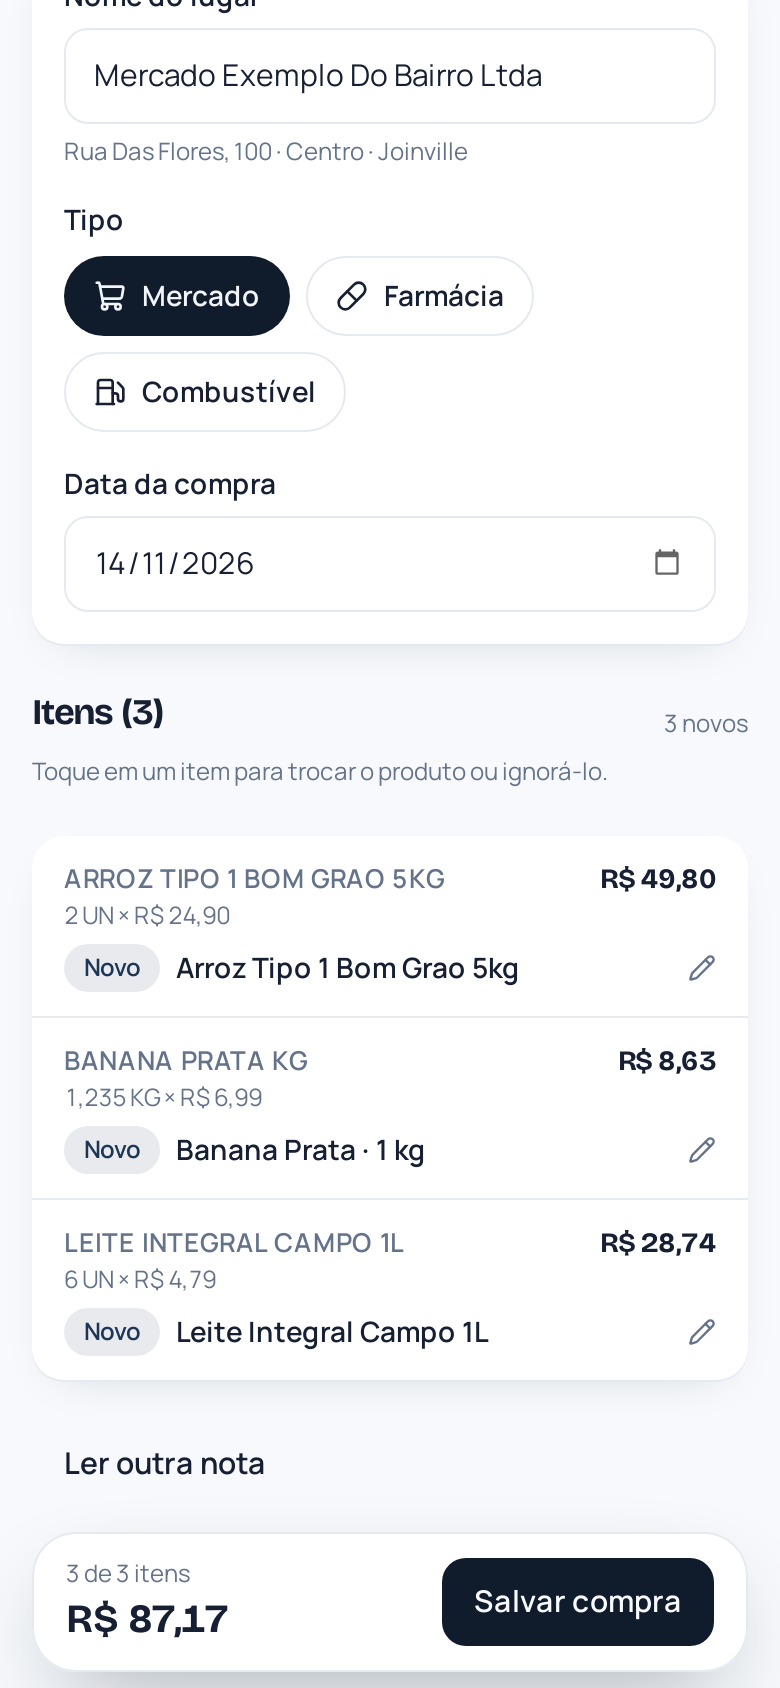 Nome do lugar
Mercado Exemplo Do Bairro Ltda
Rua Das Flores, 100 · Centro · Joinville
Tipo
Mercado
Farmácia
Combustível
Data da compra
14/11/2026
Itens (3)
3 novos
Toque em um item para trocar o produto ou ignorá-lo.
ARROZ TIPO 1 BOM GRAO 5KG
R$ 49,80
2 UN × R$ 24,90
Novo
Arroz Tipo 1 Bom Grao 5kg
BANANA PRATA KG
R$ 8,63
1,235 KG × R$ 6,99
Novo
Banana Prata · 1 kg
LEITE INTEGRAL CAMPO 1L
R$ 28,74
6 UN × R$ 4,79
Novo
Leite Integral Campo 1L
Ler outra nota
3 de 3 itens
R$ 87,17
Salvar compra